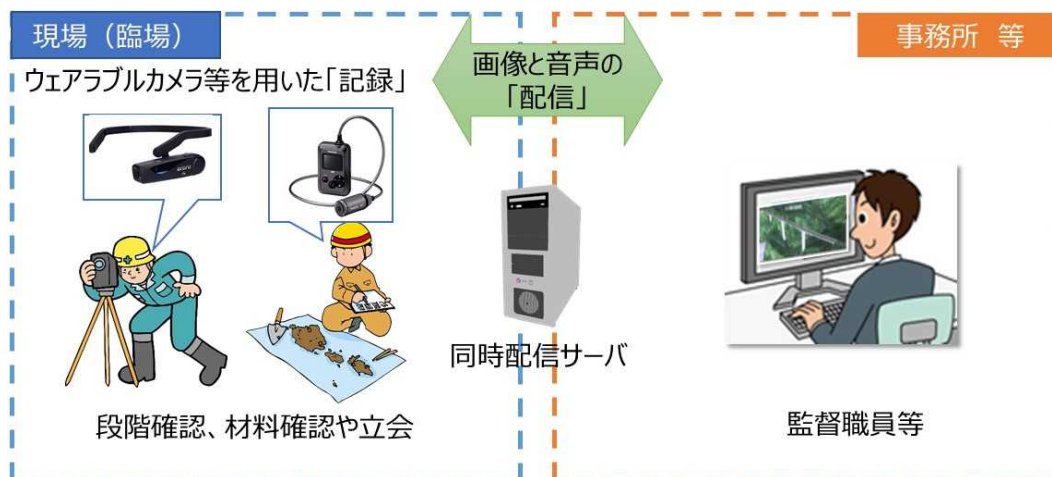 現場（臨場）
ウェアラブルカメラ等を用いた「記録」
画像と音声の
「配信」
事務所 等
同時配信サーバ
段階確認、材料確認や立会
監督職員等